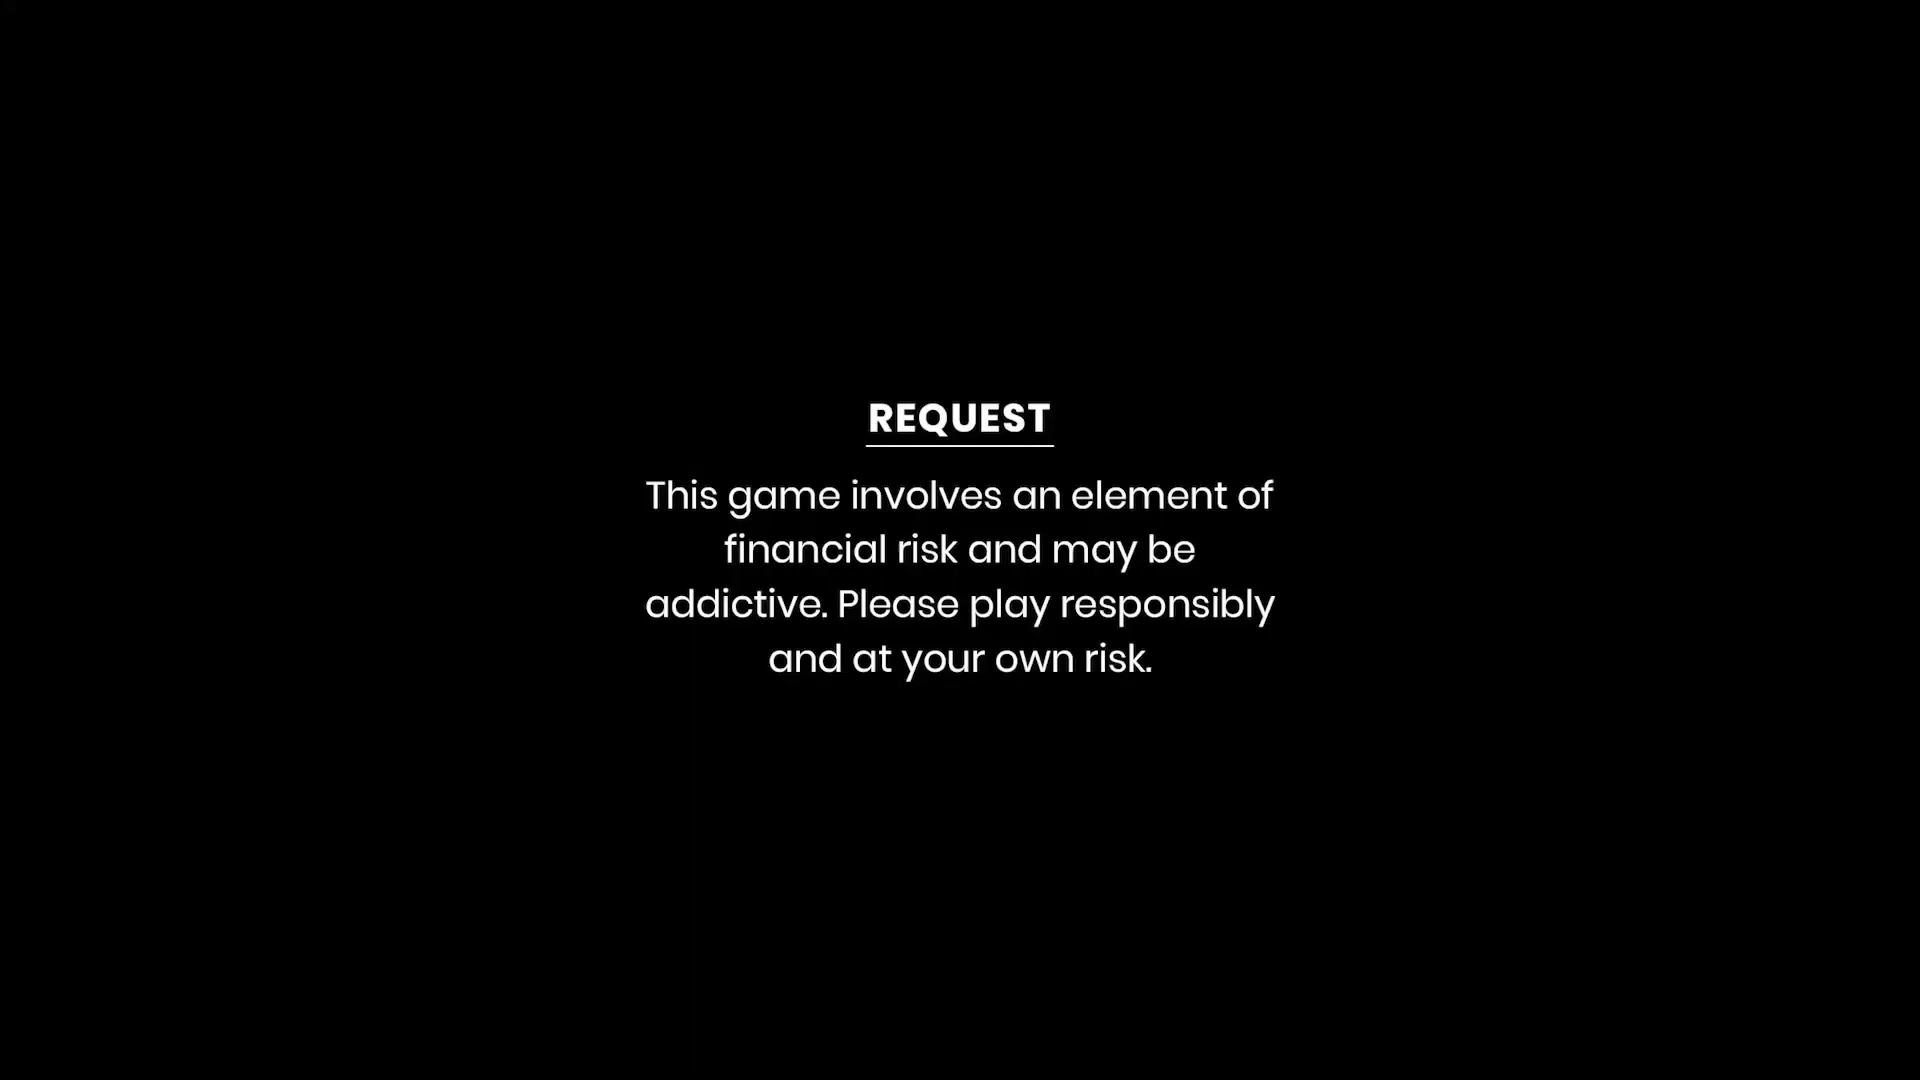 REQUEST
This game involves an element of
financial risk and may be
addictive. Please play responsibly
and at your own risk.